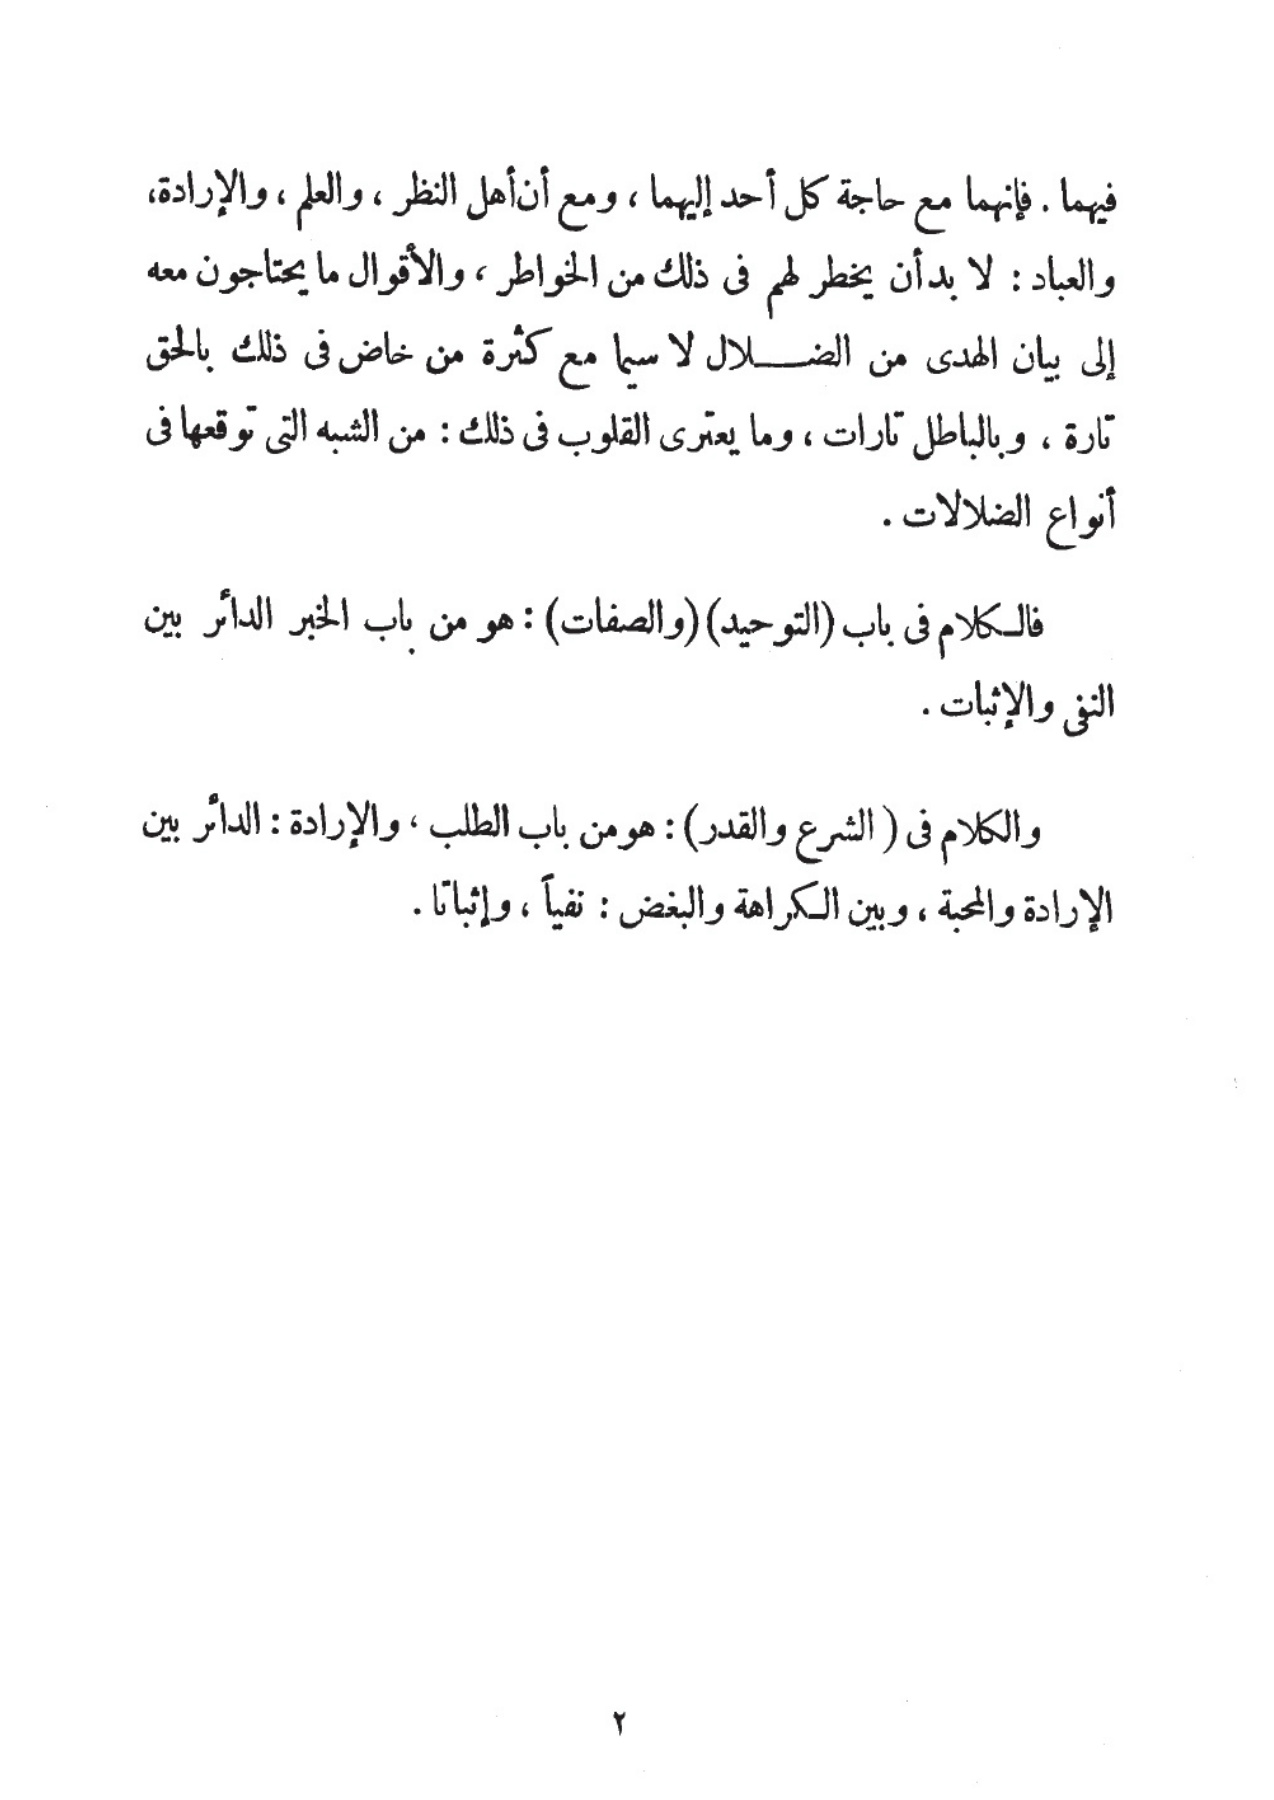 فيهما . فإنهما مع حاجة كل أحد إليهما ، ومع أن أهل النظر ، والعلم ، والإرادة،
والعباد : لا بد أن يخطر لهم فى ذلك من الخواطر ، والأقوال ما يحتاجون معه
إلى بيان الهدى من الضـــلال لا سيما مع كثرة من خاض فى ذلك بالحق
تارة ، وبالباطل تارات ، وما يعترى القلوب فى ذلك : من الشبه التى توقعها فى
أنواع الضلالات .
فالـكلام فى باب (التوحيد)(والصفات) : هو من باب الخبر الدائر بين
النفى والإثبات .
والكلام فى ( الشرع والقدر) : هو من باب الطلب ، والإرادة : الدائر بين
الإرادة والمحبة ، وبين الـكراهة والبغض : نفياً ، وإثباتا .
٢